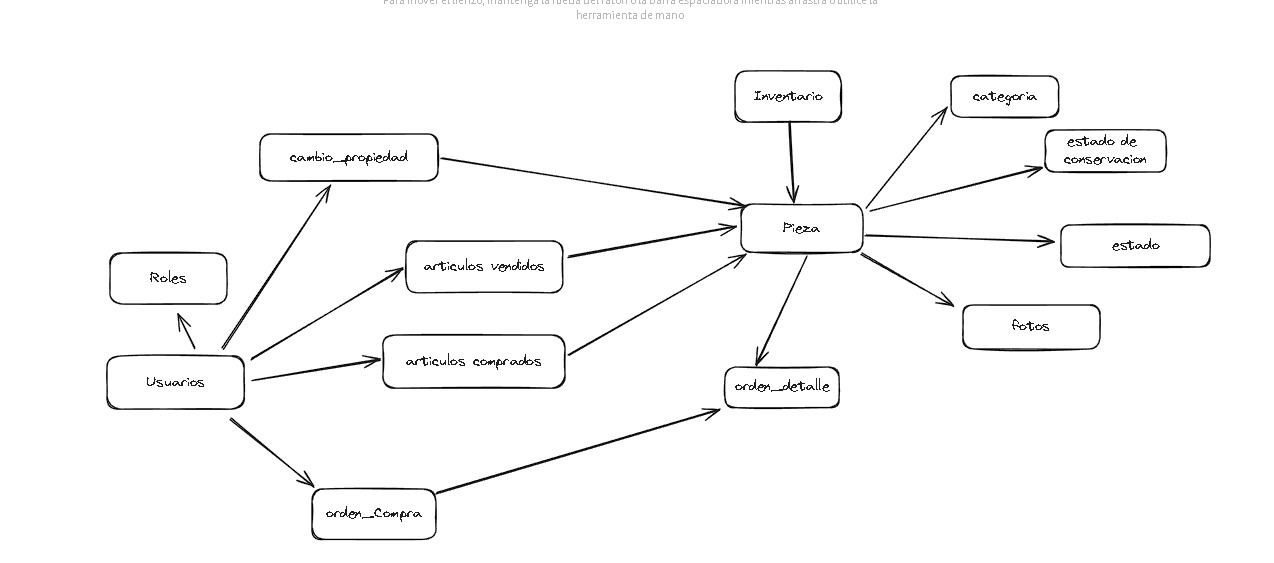 Para mover el lienzo, mantenga la rueda del ratón o la barra espaciadora mientras arrastra o utilice la
herramienta de mano
Inventario
categoria
estado de
conservacion
cambio_propiedad
Pieza
estado
articulos vendidos
Roles
fotos
articulos comprados
Usuarios
orden_detalle
orden_Compra